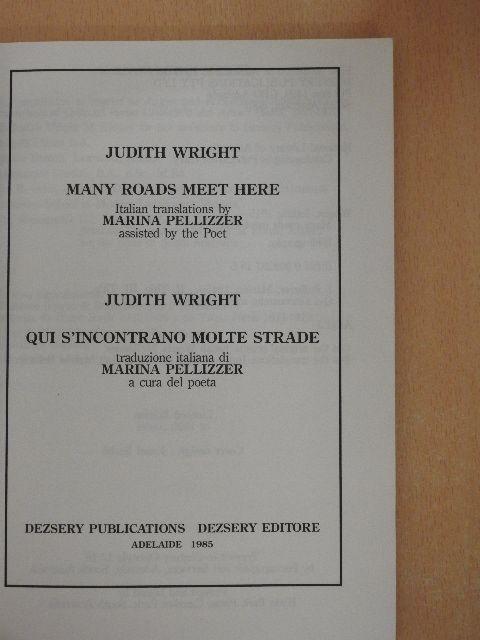 JUDITH WRIGHT
MANY ROADS MEET HERE
Italian translations by
MARINA PELLIZZER
assisted by the Poet
JUDITH WRIGHT
QUI S'INCONTRANO MOLTE STRADE
traduzione italiana di
MARINA PELLIZZER
a cura del poeta
DEZSERY PUBLICATIONS DEZSERY EDITORE
ADELAIDE 1985